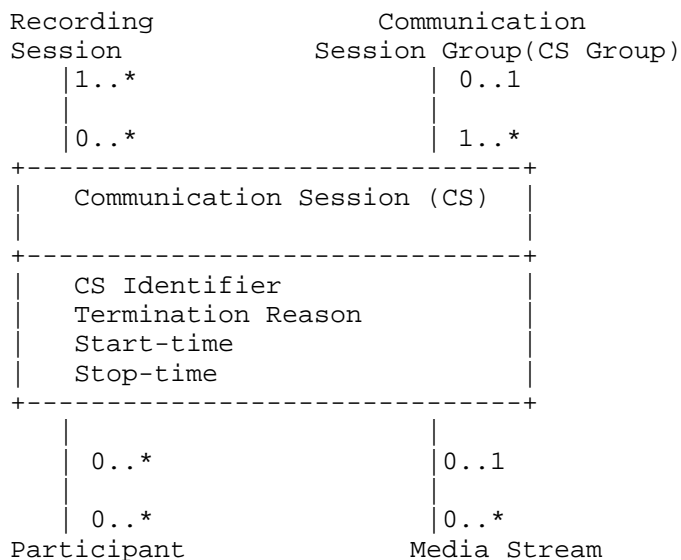 Recording Communication
Session Session Group(CS Group)
1..* 0..1
0..* 1..*
Communication Session (CS)
CS Identifier
Termination Reason
Start-time
Stop-time
0..* 0..1
0..* 0..*
Participant Media Stream